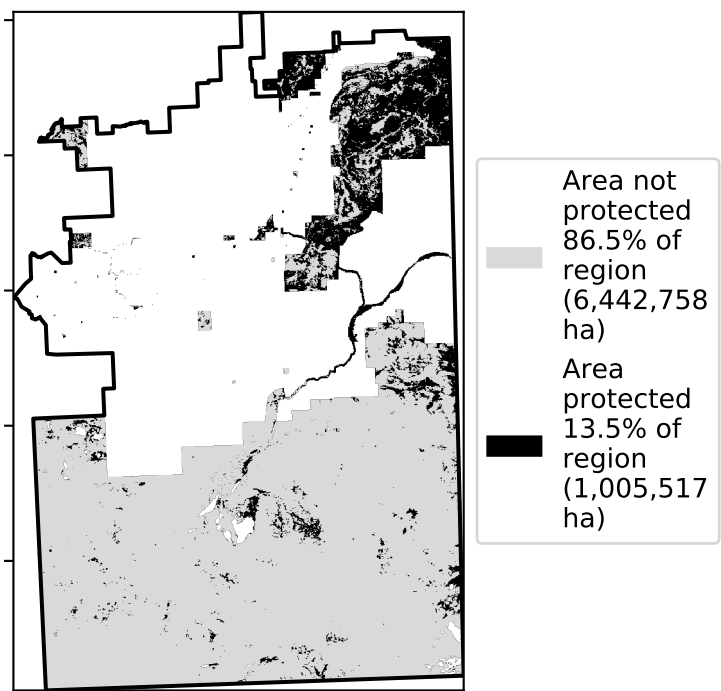 Area not
protected
86.5% of
region
(6,442,758
ha)
Area
protected
13.5% of
region
(1,005,517
ha)